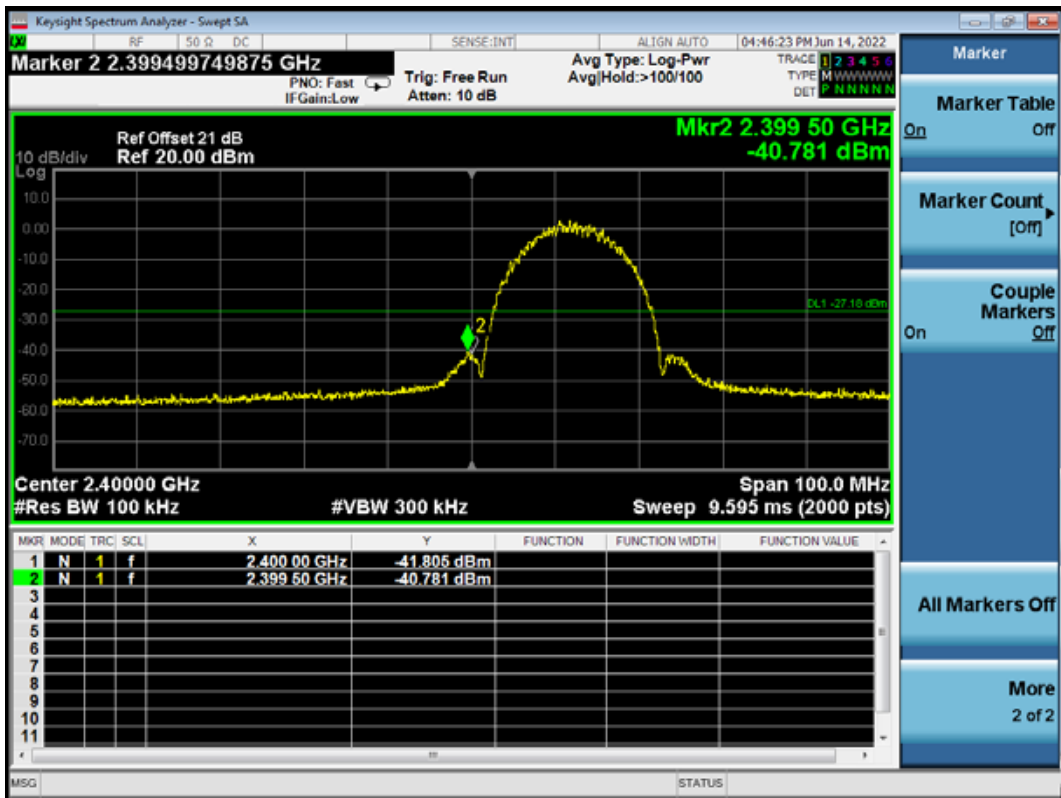 Keysight Spectrum Analyzer - Swept SA
LXI RF 50 Ω DC SENSE:INT ALIGN AUTO 04:46:23 PM Jun 14, 2022
Marker 2 2.399499749875 GHz
PNO: Fast
IFGain:Low
Trig: Free Run
Atten: 10 dB
Avg Type: Log-Pwr
Avg|Hold:>100/100
TRACE 1 2 3 4 5 6
TYPE M WWWWW
DET P N N N N N
Mkr2 2.399 50 GHz
-40.781 dBm
Ref Offset 21 dB
10 dB/div Ref 20.00 dBm
Log
10.0
0.00
-10.0
-20.0
DL1 -27.18 dBm
-30.0
2
-40.0
-50.0
-60.0
-70.0
Center 2.40000 GHz Span 100.0 MHz
#Res BW 100 kHz #VBW 300 kHz Sweep 9.595 ms (2000 pts)
MKR MODE TRC SCL X Y FUNCTION FUNCTION WIDTH FUNCTION VALUE
1 N 1 f 2.400 00 GHz -41.805 dBm
2 N 1 f 2.399 50 GHz -40.781 dBm
3
4
5
6
7
8
9
10
11
MSG STATUS
Marker
Marker Table
On Off
Marker Count
[Off]
Couple
Markers
On Off
All Markers Off
More
2 of 2